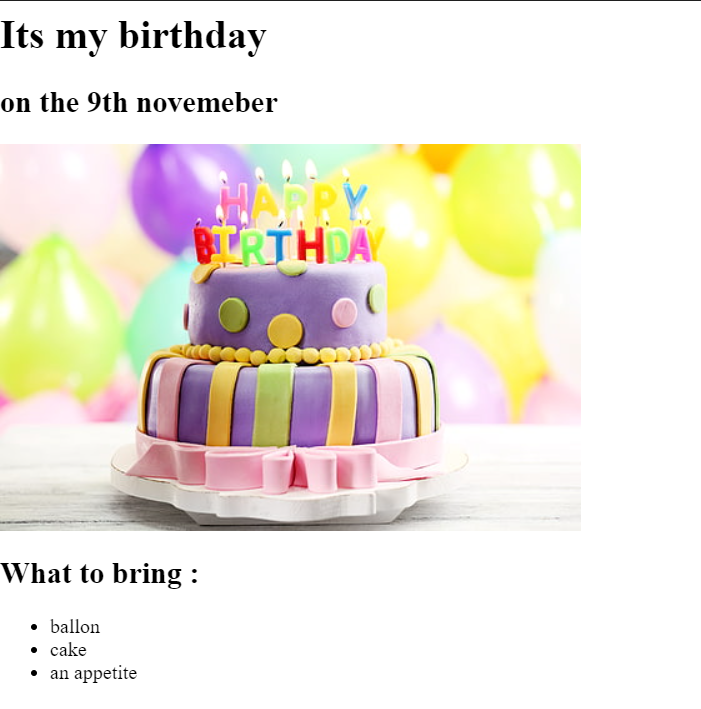 Its my birthday
on the 9th novemeber
HAPPY
BIRTHDAY
What to bring :
ballon
cake
an appetite